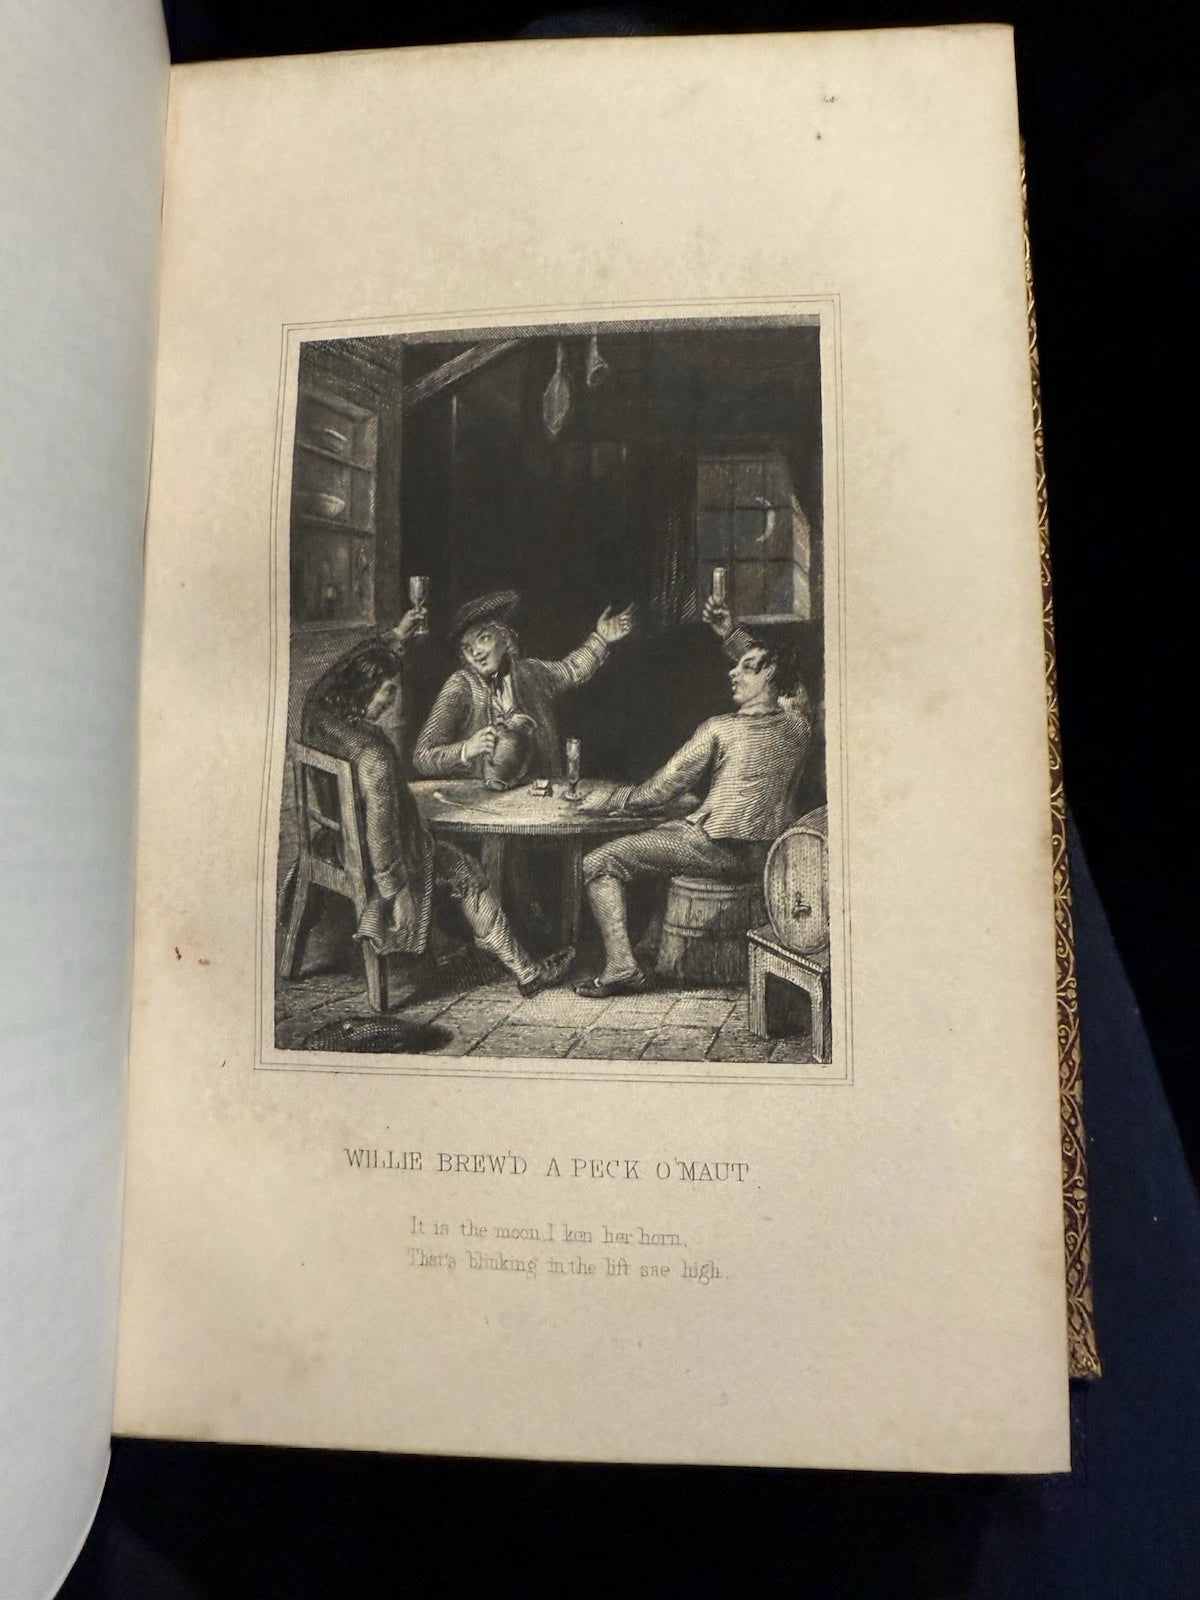 WILLIE BREW'D A PECK O'MAUT.
It is the moon, I ken her horn,
That's blinking in the lift sae high.